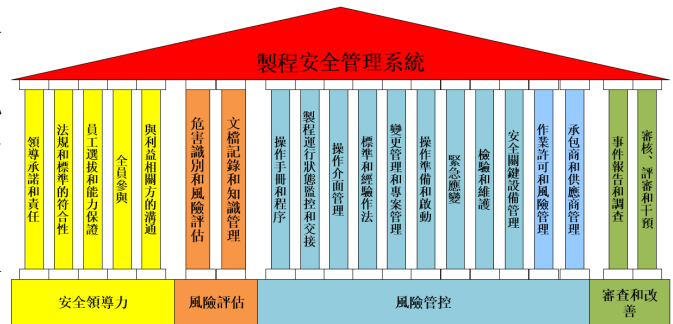 製程安全管理系統
領導承諾和責任
法規和標準的符合性
員工選拔和能力保證
全員參與
與利益相關方的溝通
危害識別和風險評估
文檔記錄和知識管理
操作手冊和程序
製程運行狀態監控和交接
操作介面管理
標準和經驗作法
變更管理和專案管理
操作準備和啟動
緊急應變
檢驗和維護
安全關鍵設備管理
作業許可和風險管理
承包商和供應商管理
事件報告和調查
審核、評審和干預
安全領導力
風險評估
風險管控
審查和改
善